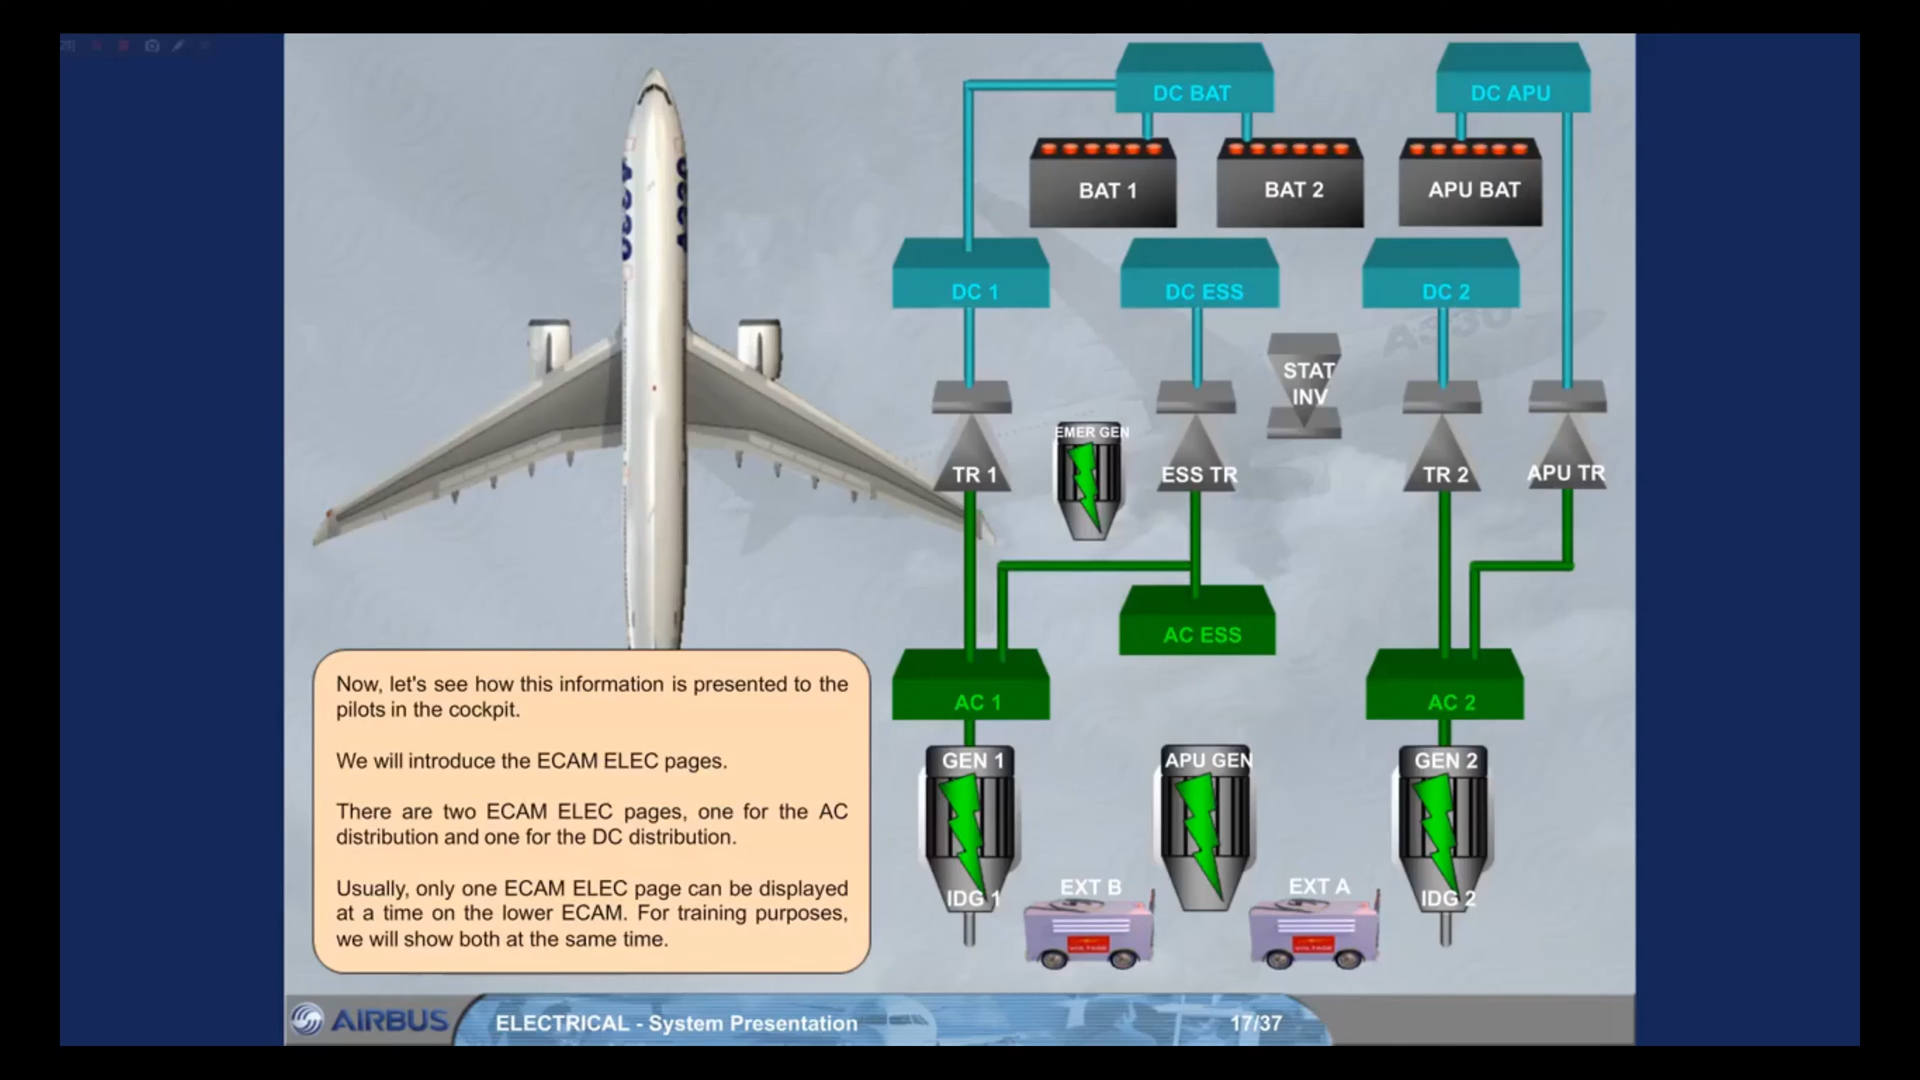 DC BAT
DC APU
BAT 1
BAT 2
APU BAT
DC 1
DC ESS
DC 2
A330
A330
A330
STAT
INV
EMER GEN
TR 1
ESS TR
TR 2
APU TR
AC ESS
AC 1
AC 2
Now, let's see how this information is presented to the
pilots in the cockpit.
We will introduce the ECAM ELEC pages.
There are two ECAM ELEC pages, one for the AC
distribution and one for the DC distribution.
Usually, only one ECAM ELEC page can be displayed
at a time on the lower ECAM. For training purposes,
we will show both at the same time.
GEN 1
APU GEN
GEN 2
IDG 1
EXT B
EXT A
IDG 2
AIRBUS
ELECTRICAL - System Presentation
17/37